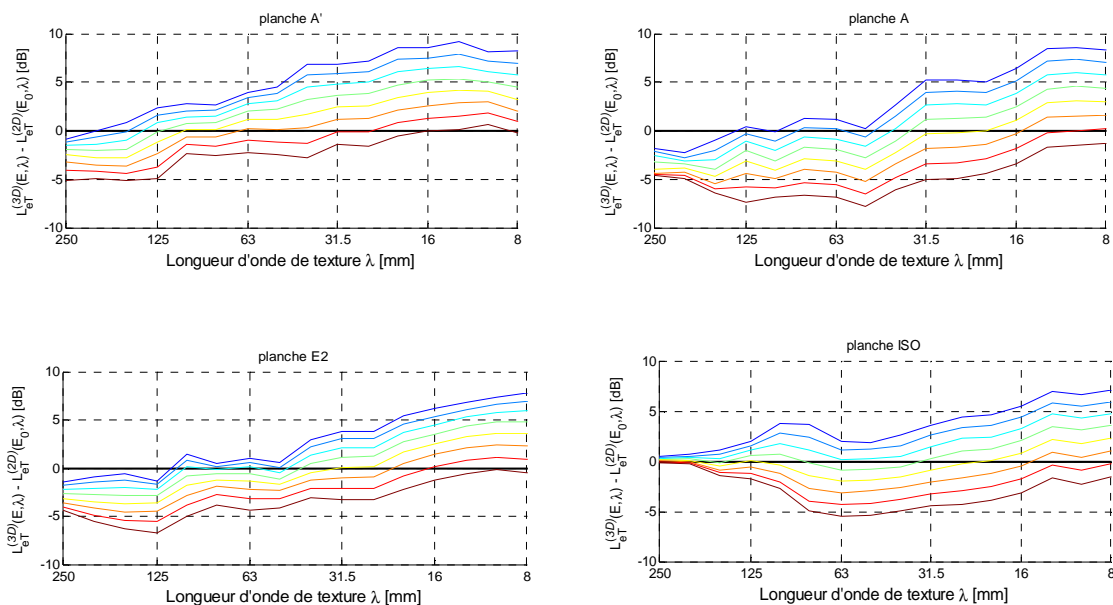 planche A'
L_eT^(3D)(E,λ) - L_eT^(2D)(E_0,λ) [dB]
10
5
0
-5
-10
250 125 63 31.5 16 8
Longueur d'onde de texture λ [mm]
planche A
L_eT^(3D)(E,λ) - L_eT^(2D)(E_0,λ) [dB]
10
5
0
-5
-10
250 125 63 31.5 16 8
Longueur d'onde de texture λ [mm]
planche E2
L_eT^(3D)(E,λ) - L_eT^(2D)(E_0,λ) [dB]
10
5
0
-5
-10
250 125 63 31.5 16 8
Longueur d'onde de texture λ [mm]
planche ISO
L_eT^(3D)(E,λ) - L_eT^(2D)(E_0,λ) [dB]
10
5
0
-5
-10
250 125 63 31.5 16 8
Longueur d'onde de texture λ [mm]